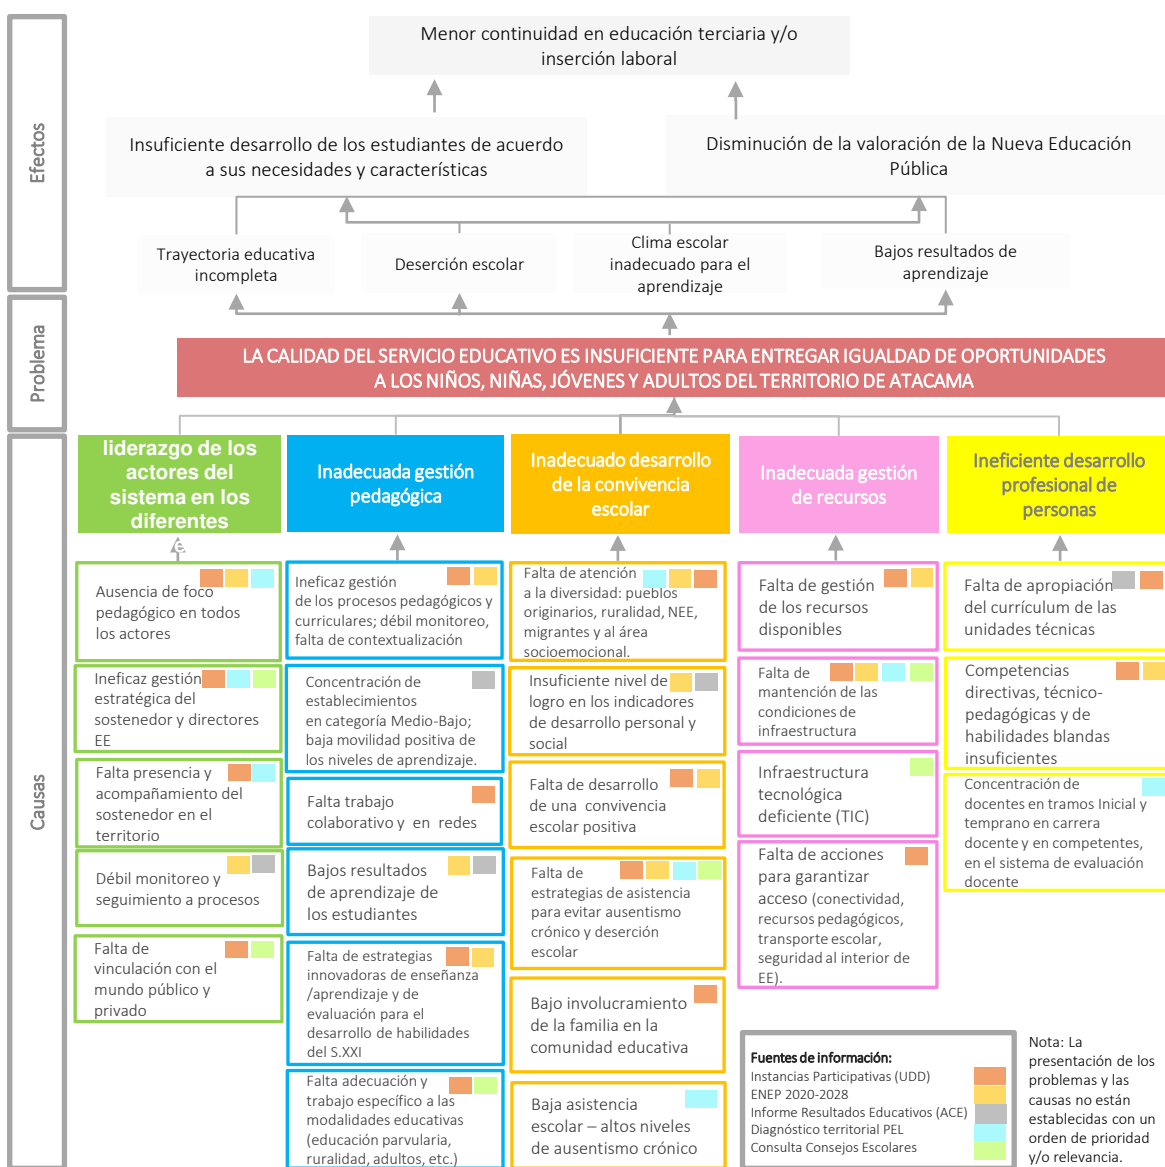 Efectos
Menor continuidad en educación terciaria y/o
inserción laboral
Insuficiente desarrollo de los estudiantes de acuerdo
a sus necesidades y características
Disminución de la valoración de la Nueva Educación
Pública
Trayectoria educativa
incompleta
Deserción escolar
Clima escolar
inadecuado para el
aprendizaje
Bajos resultados de
aprendizaje
Problema
LA CALIDAD DEL SERVICIO EDUCATIVO ES INSUFICIENTE PARA ENTREGAR IGUALDAD DE OPORTUNIDADES
A LOS NIÑOS, NIÑAS, JÓVENES Y ADULTOS DEL TERRITORIO DE ATACAMA
Causas
liderazgo de los
actores del
sistema en los
diferentes
Ausencia de foco
pedagógico en todos
los actores
Ineficaz gestión
estratégica del
sostenedor y directores
EE
Falta presencia y
acompañamiento del
sostenedor en el
territorio
Débil monitoreo y
seguimiento a procesos
Falta de
vinculación con el
mundo público y
privado
Inadecuada gestión
pedagógica
Ineficaz gestión
de los procesos pedagógicos y
curriculares; débil monitoreo,
falta de contextualización
Concentración de
establecimientos
en categoría Medio-Bajo;
baja movilidad positiva de
los niveles de aprendizaje.
Falta trabajo
colaborativo y en redes
Bajos resultados
de aprendizaje de
los estudiantes
Falta de estrategias
innovadoras de enseñanza
/aprendizaje y de
evaluación para el
desarrollo de habilidades
del S.XXI
Falta adecuación y
trabajo específico a las
modalidades educativas
(educación parvularia,
ruralidad, adultos, etc.)
Inadecuado desarrollo
de la convivencia
escolar
Falta de atención
a la diversidad: pueblos
originarios, ruralidad, NEE,
migrantes y al área
socioemocional.
Insuficiente nivel de
logro en los indicadores
de desarrollo personal y
social
Falta de desarrollo
de una convivencia
escolar positiva
Falta de
estrategias de asistencia
para evitar ausentismo
crónico y deserción
escolar
Bajo involucramiento
de la familia en la
comunidad educativa
Baja asistencia
escolar – altos niveles
de ausentismo crónico
Inadecuada gestión
de recursos
Falta de gestión
de los recursos
disponibles
Falta de
mantención de las
condiciones de
infraestructura
Infraestructura
tecnológica
deficiente (TIC)
Falta de acciones
para garantizar
acceso (conectividad,
recursos pedagógicos,
transporte escolar,
seguridad al interior de
EE).
Ineficiente desarrollo
profesional de
personas
Falta de apropiación
del currículum de las
unidades técnicas
Competencias
directivas, técnico-
pedagógicas y de
habilidades blandas
insuficientes
Concentración de
docentes en tramos Inicial y
temprano en carrera
docente y en competentes,
en el sistema de evaluación
docente
Fuentes de información:
Instancias Participativas (UDD)
ENEP 2020-2028
Informe Resultados Educativos (ACE)
Diagnóstico territorial PEL
Consulta Consejos Escolares
Nota: La
presentación de los
problemas y las
causas no están
establecidas con un
orden de prioridad
y/o relevancia.